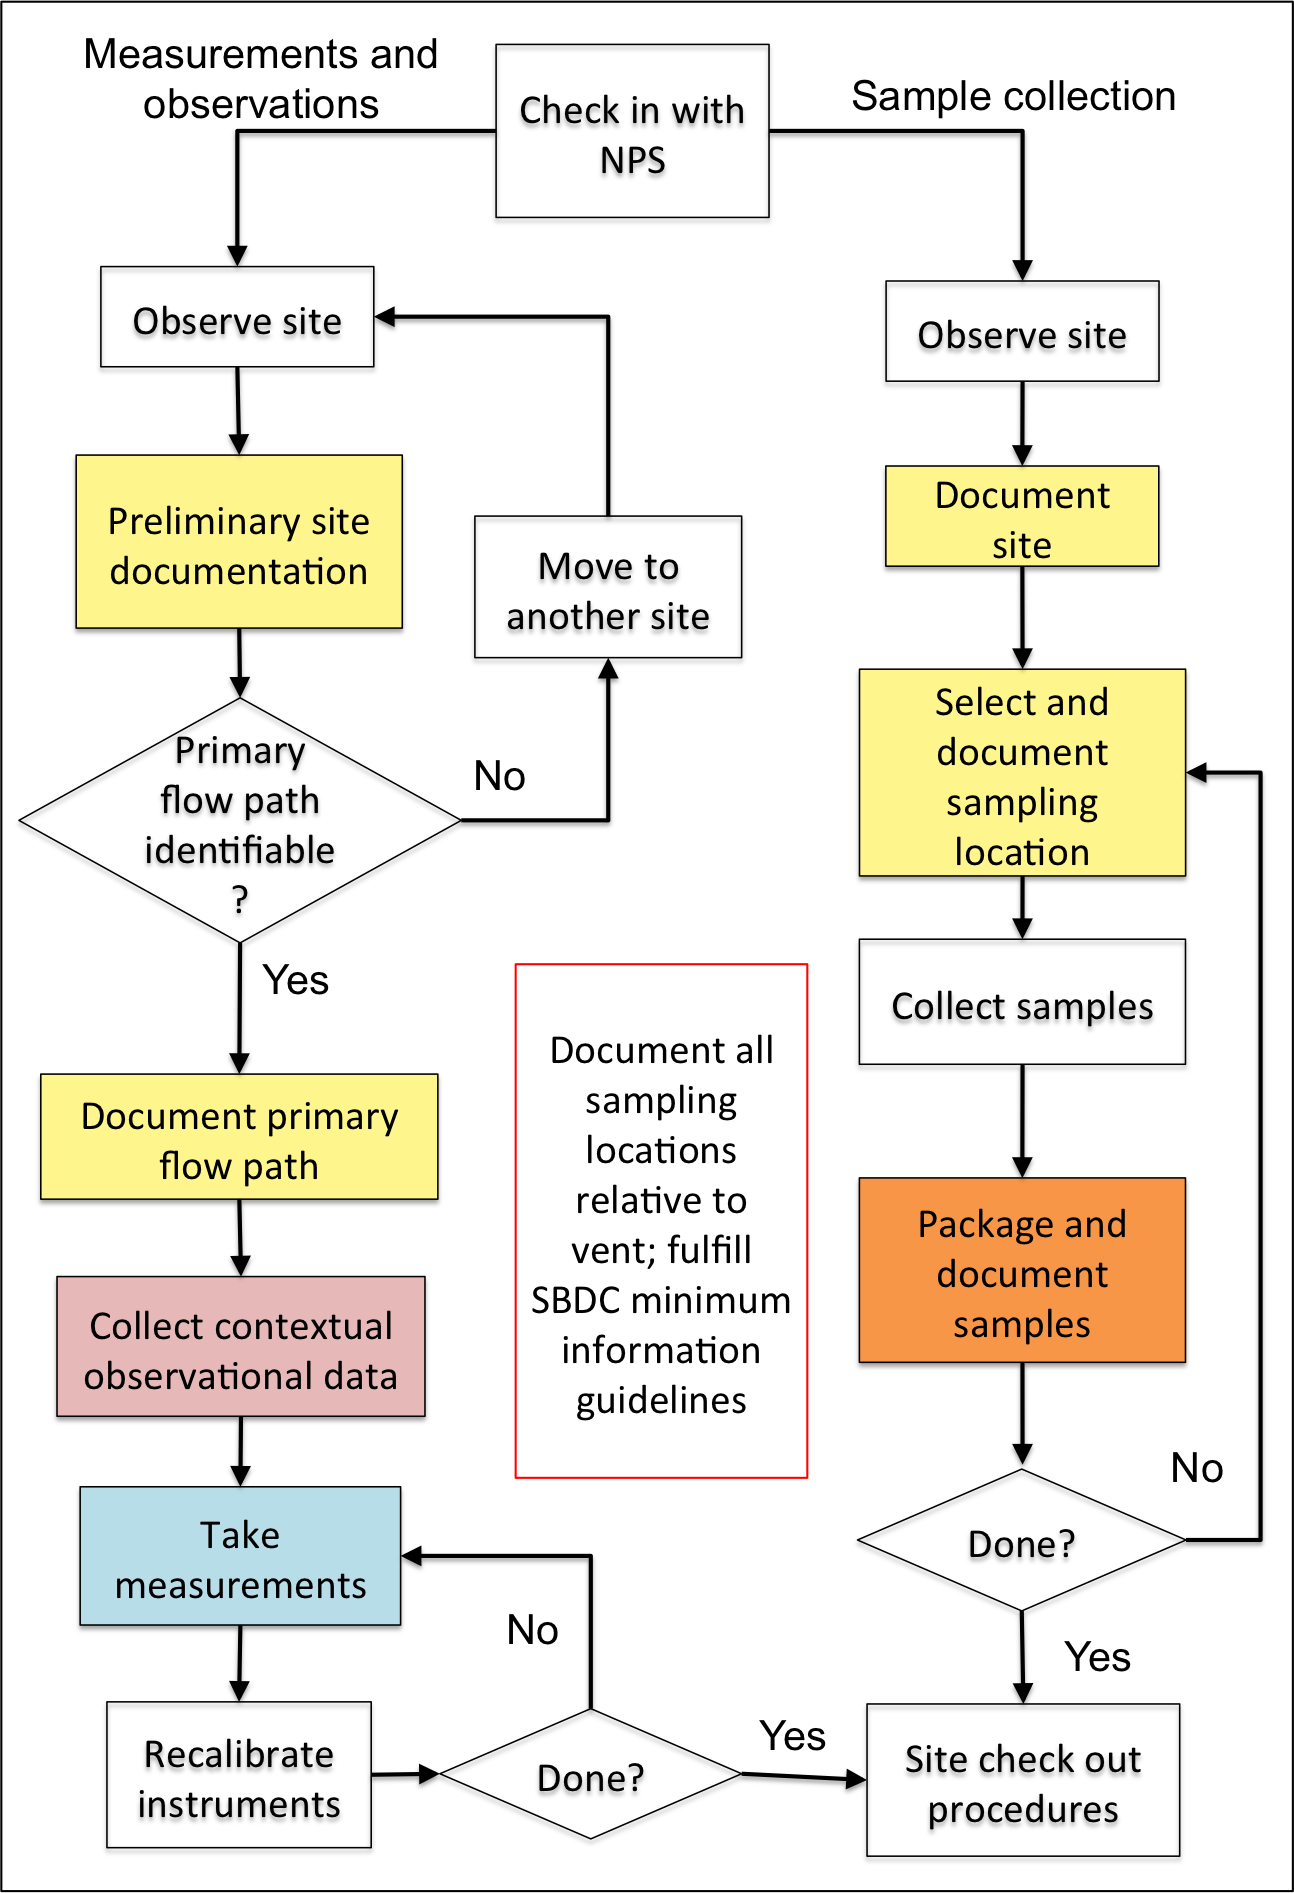 Measurements and
observations
Check in with
NPS
Sample collection
Observe site
Preliminary site
documentation
Move to
another site
Primary
flow path
identifiable
?
No
Yes
Document primary
flow path
Collect contextual
observational data
Take
measurements
No
Recalibrate
instruments
Done?
Yes
Document all
sampling
locations
relative to
vent; fulfill
SBDC minimum
information
guidelines
Observe site
Document
site
Select and
document
sampling
location
Collect samples
Package and
document
samples
No
Done?
Yes
Site check out
procedures